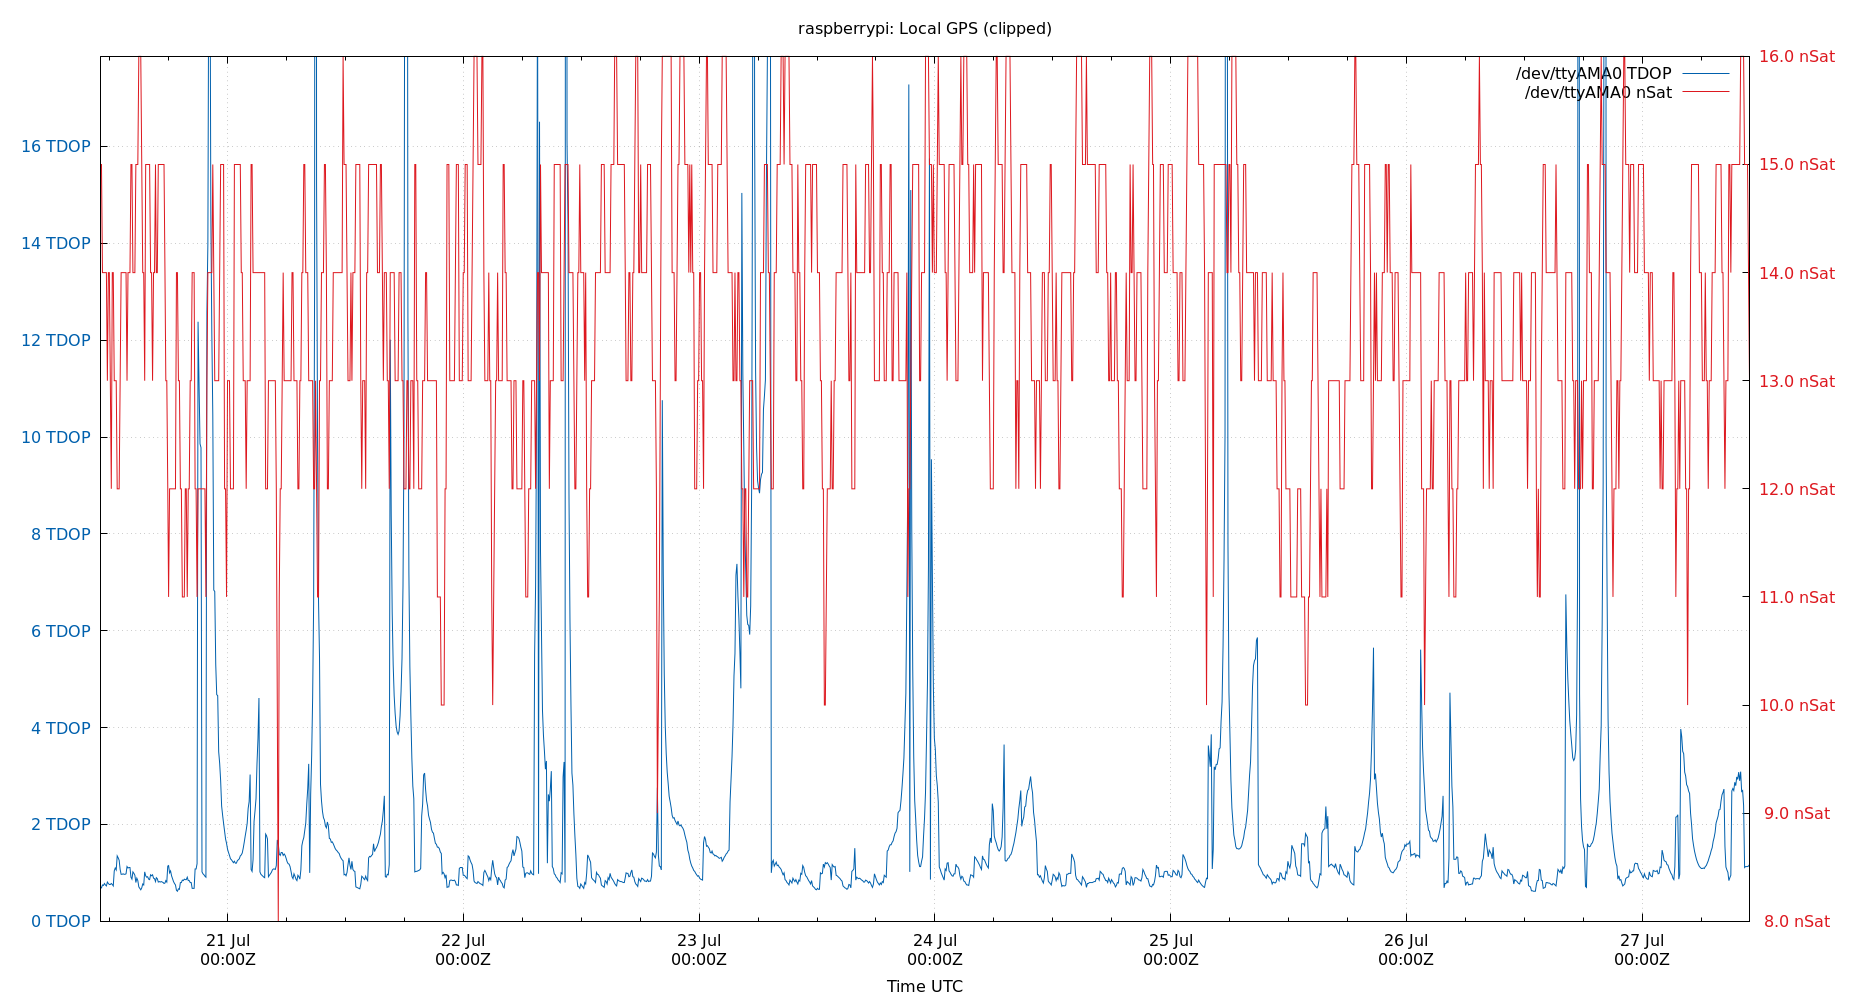 raspberrypi: Local GPS (clipped)
/dev/ttyAMA0 TDOP
/dev/ttyAMA0 nSat
16 TDOP
14 TDOP
12 TDOP
10 TDOP
8 TDOP
6 TDOP
4 TDOP
2 TDOP
0 TDOP
16.0 nSat
15.0 nSat
14.0 nSat
13.0 nSat
12.0 nSat
11.0 nSat
10.0 nSat
9.0 nSat
8.0 nSat
21 Jul
00:00Z
22 Jul
00:00Z
23 Jul
00:00Z
24 Jul
00:00Z
25 Jul
00:00Z
26 Jul
00:00Z
27 Jul
00:00Z
Time UTC